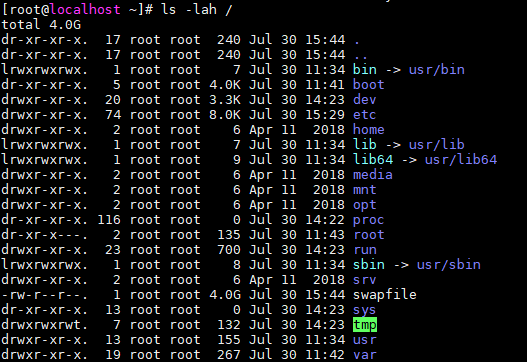 [root@localhost ~]# ls -lah /
total 4.0G
dr-xr-xr-x.  17 root root  240 Jul 30 15:44 .
dr-xr-xr-x.  17 root root  240 Jul 30 15:44 ..
lrwxrwxrwx.   1 root root    7 Jul 30 11:34 bin -> usr/bin
dr-xr-xr-x.   5 root root 4.0K Jul 30 11:41 boot
drwxr-xr-x.  20 root root 3.3K Jul 30 14:23 dev
drwxr-xr-x.  74 root root 8.0K Jul 30 15:29 etc
drwxr-xr-x.   2 root root    6 Apr 11  2018 home
lrwxrwxrwx.   1 root root    7 Jul 30 11:34 lib -> usr/lib
lrwxrwxrwx.   1 root root    9 Jul 30 11:34 lib64 -> usr/lib64
drwxr-xr-x.   2 root root    6 Apr 11  2018 media
drwxr-xr-x.   2 root root    6 Apr 11  2018 mnt
drwxr-xr-x.   2 root root    6 Apr 11  2018 opt
dr-xr-xr-x. 116 root root    0 Jul 30 14:22 proc
dr-xr-x---.   2 root root  135 Jul 30 11:43 root
drwxr-xr-x.  23 root root  700 Jul 30 14:23 run
lrwxrwxrwx.   1 root root    8 Jul 30 11:34 sbin -> usr/sbin
drwxr-xr-x.   2 root root    6 Apr 11  2018 srv
-rw-r--r--.   1 root root 4.0G Jul 30 15:44 swapfile
dr-xr-xr-x.  13 root root    0 Jul 30 14:23 sys
drwxrwxrwt.   7 root root  132 Jul 30 14:23 tmp
drwxr-xr-x.  13 root root  155 Jul 30 11:34 usr
drwxr-xr-x.  19 root root  267 Jul 30 11:42 var